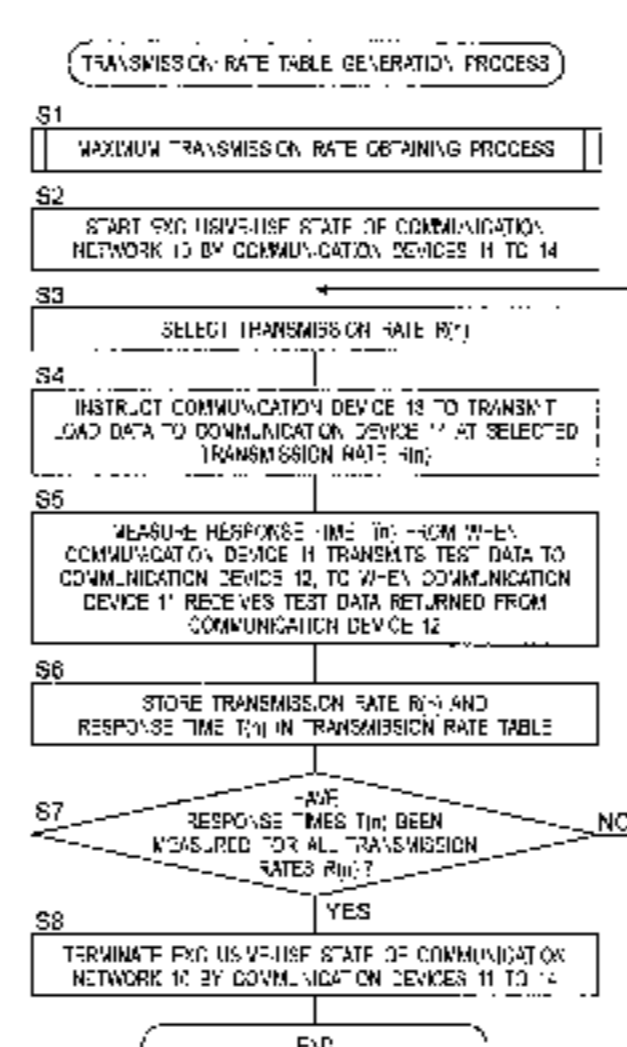 TRANSMISSION RATE TABLE GENERATION PROCESS
S1
MAXIMUM TRANSMISSION RATE OBTAINING PROCESS
S2
START EXCLUSIVE-USE STATE OF COMMUNICATION
NETWORK 10 BY COMMUNICATION DEVICES 11 TO 14
S3
SELECT TRANSMISSION RATE R(n)
S4
INSTRUCT COMMUNICATION DEVICE 13 TO TRANSMIT
LOAD DATA TO COMMUNICATION DEVICE 14 AT SELECTED
TRANSMISSION RATE R(n)
S5
MEASURE RESPONSE TIME T(n) FROM WHEN
COMMUNICATION DEVICE 11 TRANSMITS TEST DATA TO
COMMUNICATION DEVICE 12, TO WHEN COMMUNICATION
DEVICE 11 RECEIVES TEST DATA RETURNED FROM
COMMUNICATION DEVICE 12
S6
STORE TRANSMISSION RATE R(n) AND
RESPONSE TIME T(n) IN TRANSMISSION RATE TABLE
S7
HAVE
RESPONSE TIMES T(n) BEEN
MEASURED FOR ALL TRANSMISSION
RATES R(n)?
NO
YES
S8
TERMINATE EXCLUSIVE-USE STATE OF COMMUNICATION
NETWORK 10 BY COMMUNICATION DEVICES 11 TO 14
END